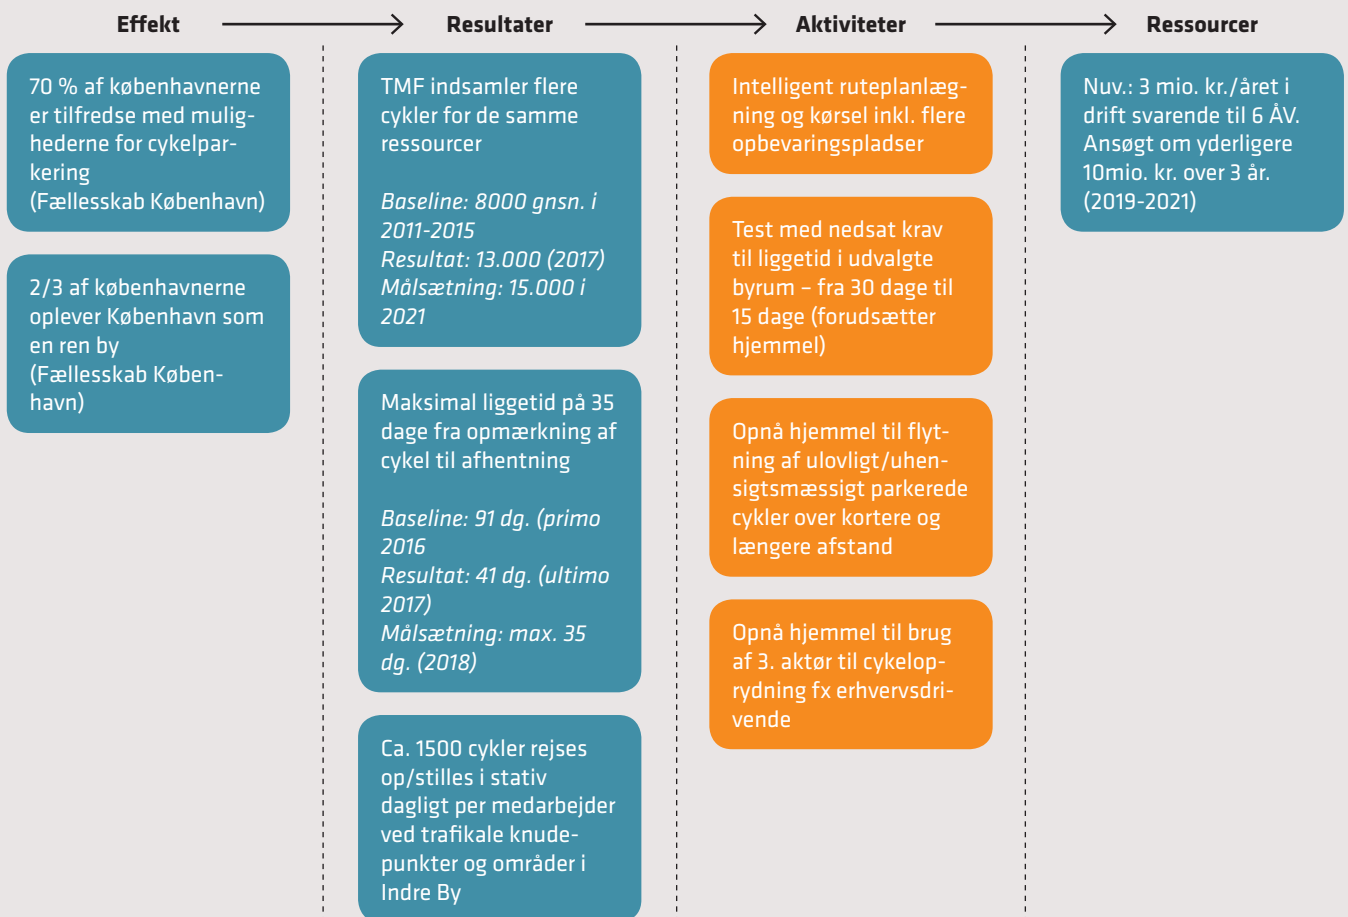 Effekt
Resultater
Aktiviteter
Ressourcer
70 % af københavnerne
er tilfredse med mulig-
hederne for cykelpar-
kering
(Fællesskab København)
2/3 af københavnerne
oplever København som
en ren by
(Fællesskab Køben-
havn)
TMF indsamler flere
cykler for de samme
ressourcer
Baseline: 8000 gnsn. i
2011-2015
Resultat: 13.000 (2017)
Målsætning: 15.000 i
2021
Maksimal liggetid på 35
dage fra opmærkning af
cykel til afhentning
Baseline: 91 dg. (primo
2016
Resultat: 41 dg. (ultimo
2017)
Målsætning: max. 35
dg. (2018)
Ca. 1500 cykler rejses
op/stilles i stativ
dagligt per medarbejder
ved trafikale knude-
punkter og områder i
Indre By
Intelligent ruteplanlæg-
ning og kørsel inkl. flere
opbevaringspladser
Test med nedsat krav
til liggetid i udvalgte
byrum – fra 30 dage til
15 dage (forudsætter
hjemmel)
Opnå hjemmel til flyt-
ning af ulovligt/uhen-
sigtsmæssigt parkerede
cykler over kortere og
længere afstand
Opnå hjemmel til brug
af 3. aktør til cykelop-
rydning fx erhvervsdri-
vende
Nuv.: 3 mio. kr./året i
drift svarende til 6 ÅV.
Ansøgt om yderligere
10mio. kr. over 3 år.
(2019-2021)